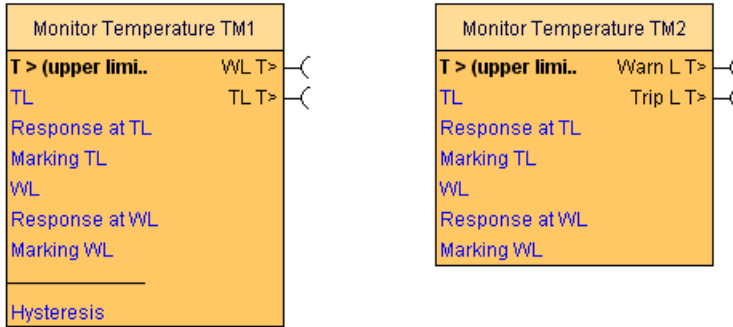 Monitor Temperature TM1
T > (upper limi.. WL T>
TL TL T>
Response at TL
Marking TL
WL
Response at WL
Marking WL
Hysteresis
Monitor Temperature TM2
T > (upper limi.. Warn L T>
TL Trip L T>
Response at TL
Marking TL
WL
Response at WL
Marking WL